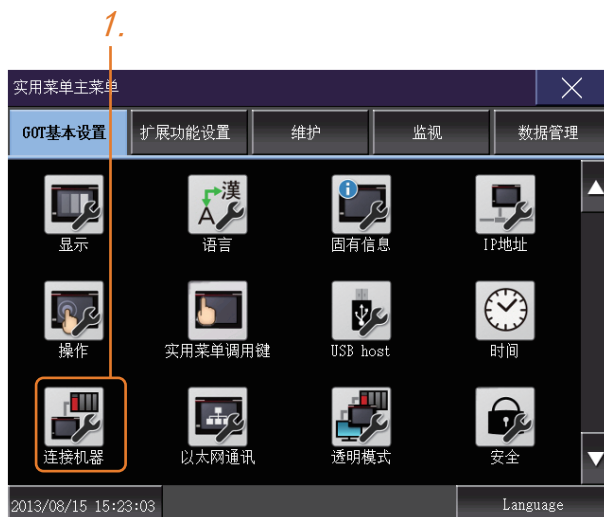 1.
实用菜单主菜单
GOT基本设置 扩展功能设置 维护 监视 数据管理
显示 语言 固有信息 IP地址
操作 实用菜单调用键 USB host 时间
连接机器 以太网通讯 透明模式 安全
2013/08/15 15:23:03 Language